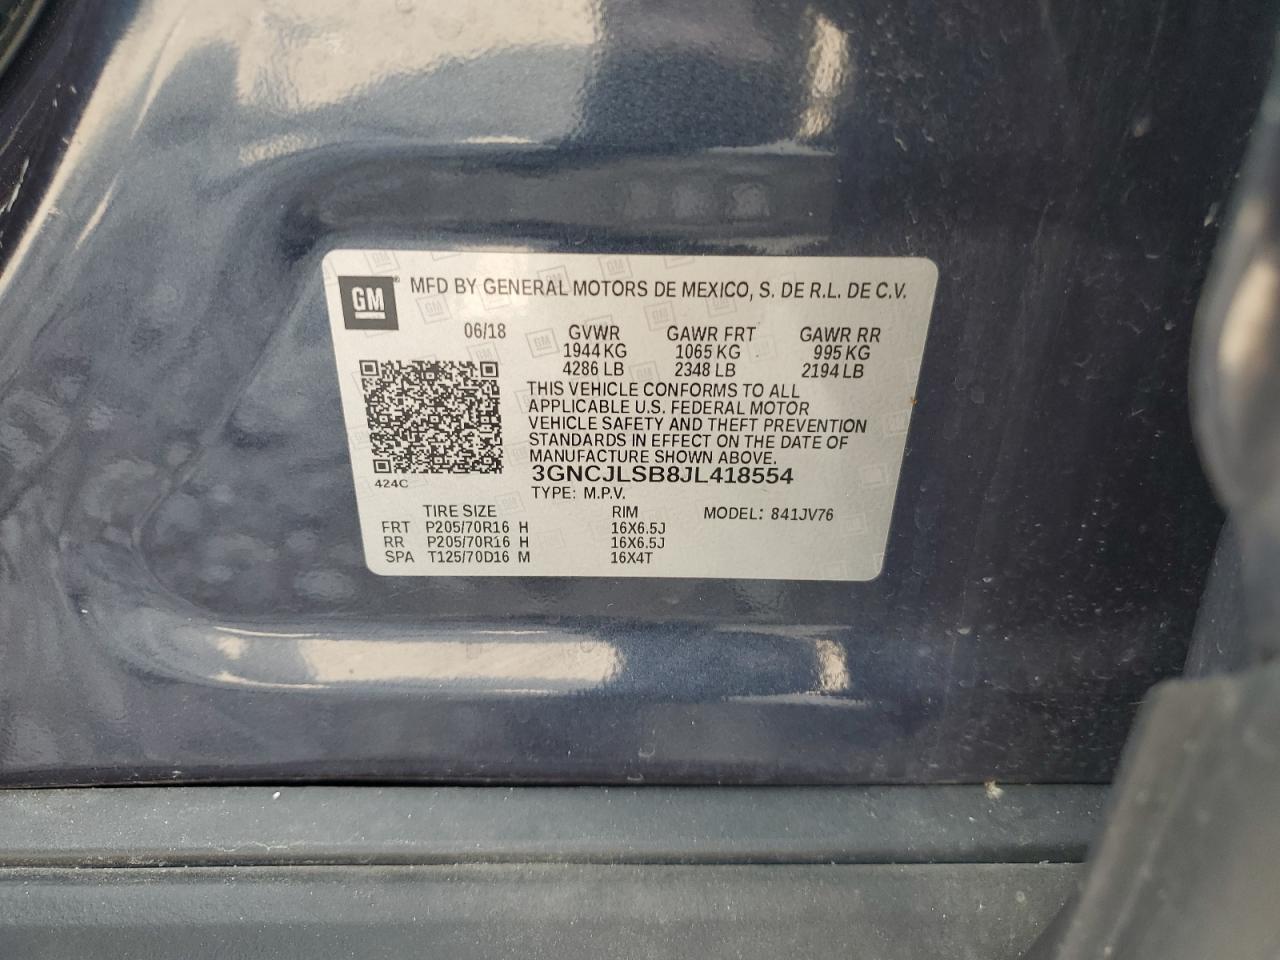 GM ® MFD BY GENERAL MOTORS DE MEXICO, S. DE R.L. DE C.V.
06/18 GVWR GAWR FRT GAWR RR
1944 KG 1065 KG 995 KG
4286 LB 2348 LB 2194 LB
THIS VEHICLE CONFORMS TO ALL
APPLICABLE U.S. FEDERAL MOTOR
VEHICLE SAFETY AND THEFT PREVENTION
STANDARDS IN EFFECT ON THE DATE OF
MANUFACTURE SHOWN ABOVE.
3GNCJLSB8JL418554
424C
TYPE: M.P.V.
TIRE SIZE RIM MODEL: 841JV76
FRT P205/70R16 H 16X6.5J
RR P205/70R16 H 16X6.5J
SPA T125/70D16 M 16X4T